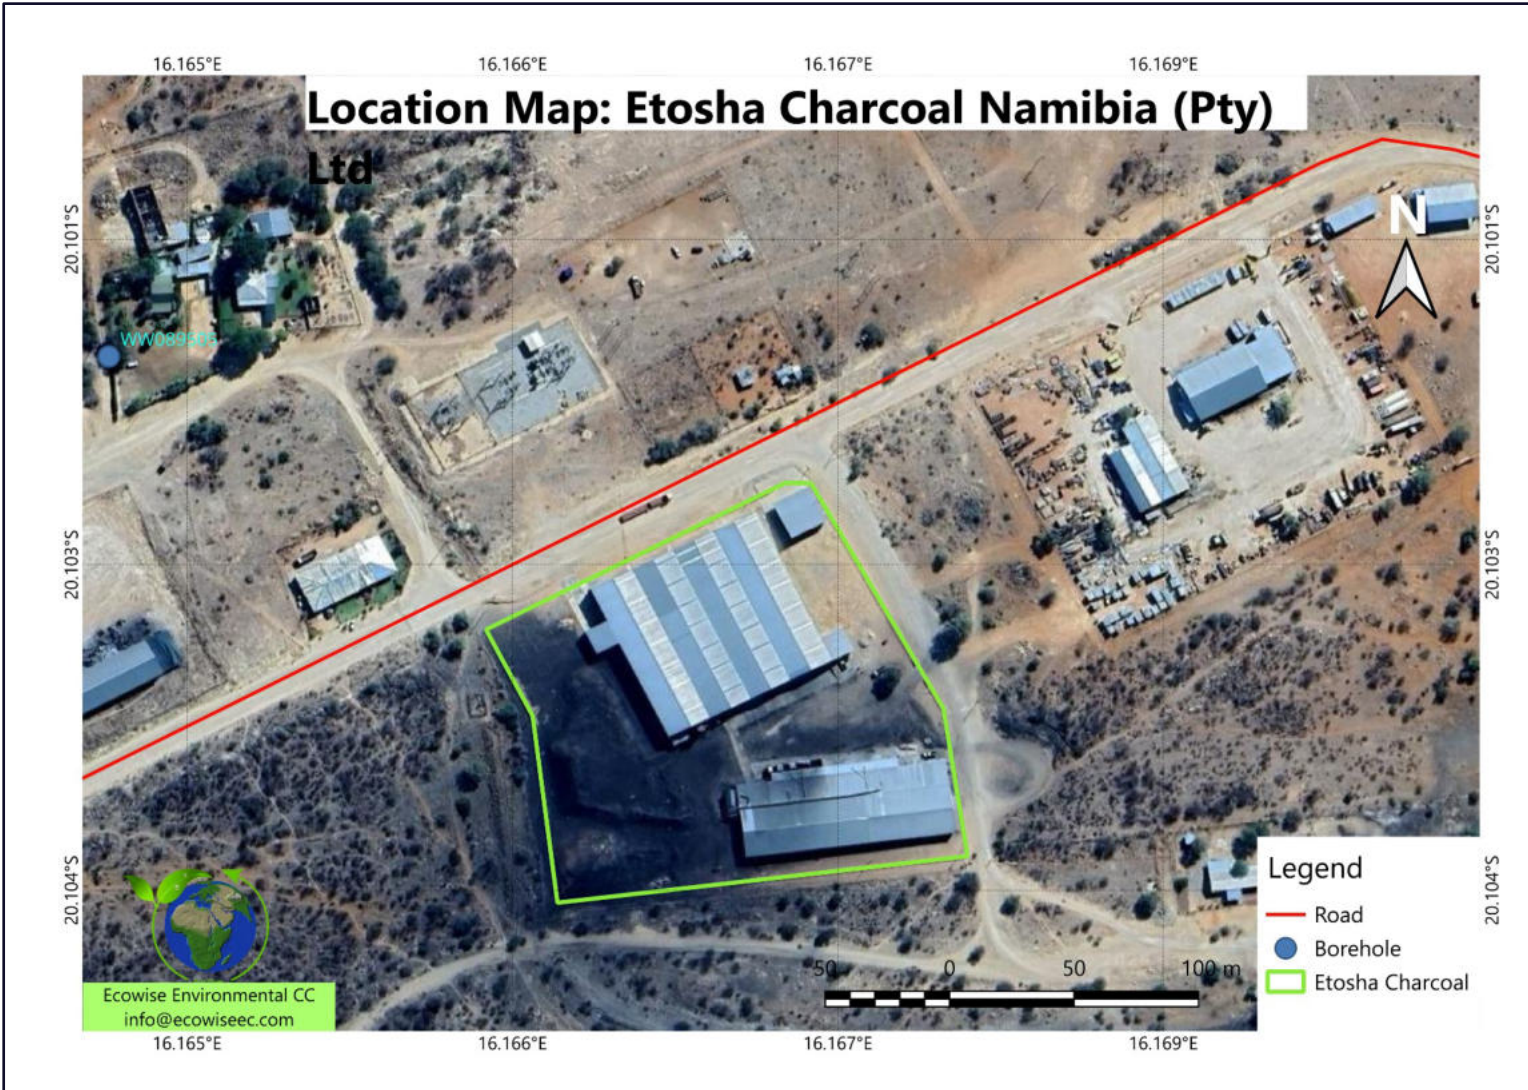 16.165°E 16.166°E 16.167°E 16.169°E
Location Map: Etosha Charcoal Namibia (Pty)
Ltd
20.101°S
20.101°S
N
WW089505
20.103°S
20.103°S
20.104°S
20.104°S
Legend
Road
Borehole
Etosha Charcoal
50 0 50 100 m
Ecowise Environmental CC
info@ecowiseec.com
16.165°E 16.166°E 16.167°E 16.169°E